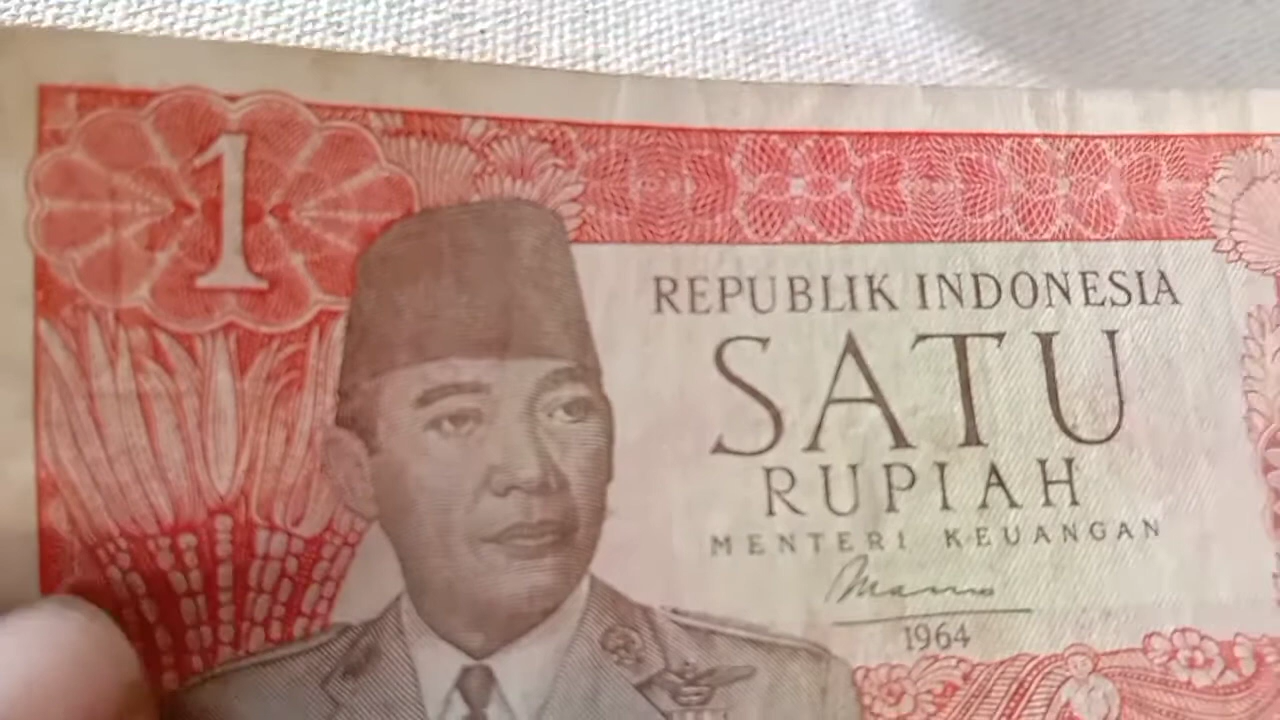 1
REPUBLIK INDONESIA
SATU
RUPIAH
MENTERI KEUANGAN
1964